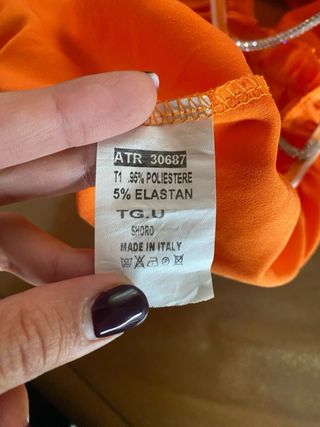 ATR 30687
T1 .95% POLIESTERE
5% ELASTAN
TG.U
SHORO
MADE IN ITALY